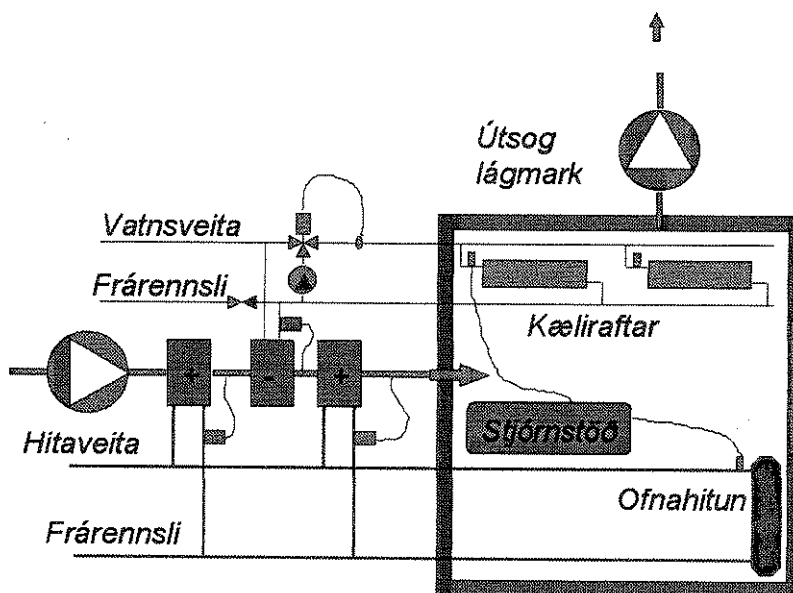 Útsog
lágmark
Vatnsveita
Frárennsli
Kæliraftar
+
-
+
Hitaveita
Stjórnstöð
Ofnahitun
Frárennsli